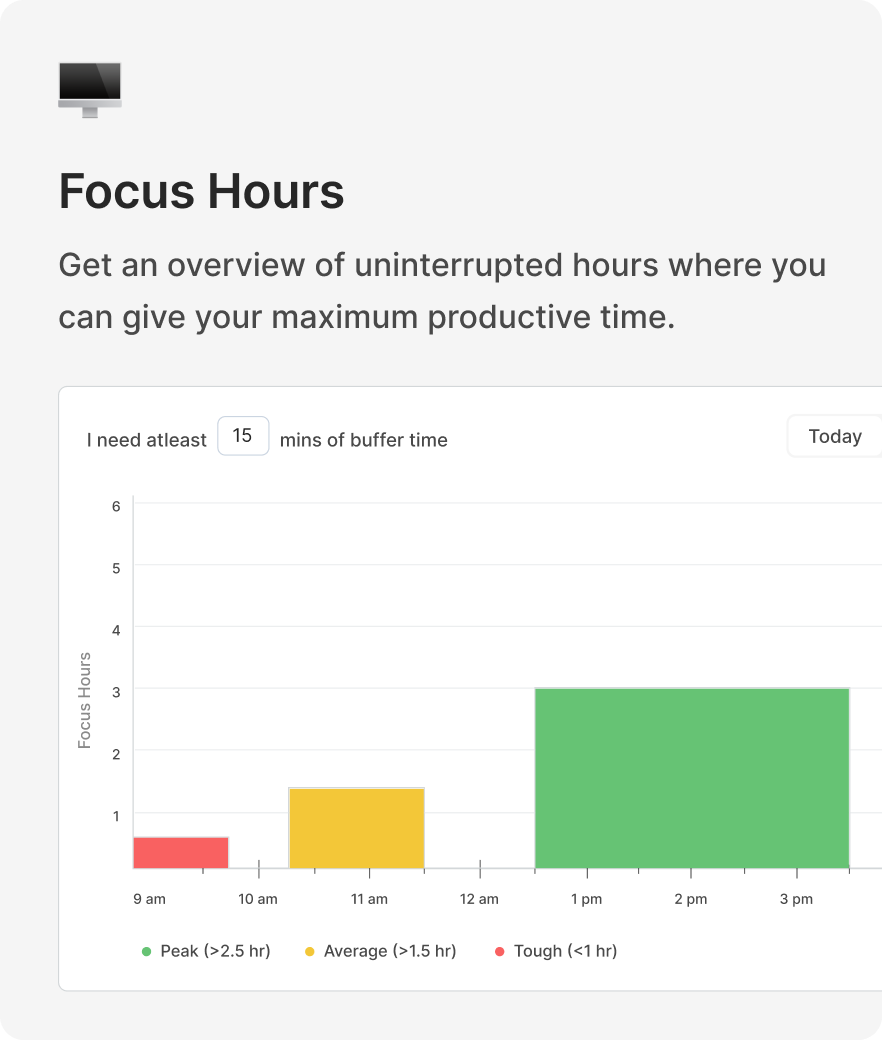 Focus Hours
Get an overview of uninterrupted hours where you
can give your maximum productive time.
I need atleast 15 mins of buffer time
Today
6
5
4
3
2
1
Focus Hours
9 am 10 am 11 am 12 am 1 pm 2 pm 3 pm
Peak (>2.5 hr) Average (>1.5 hr) Tough (<1 hr)